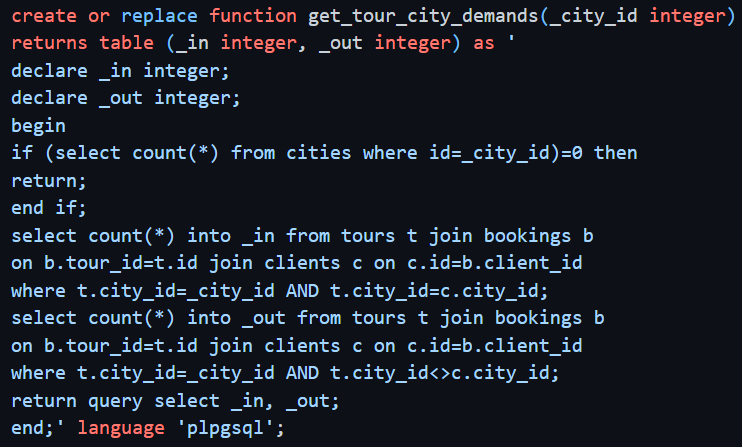 create or replace function get_tour_city_demands(_city_id integer)
returns table (_in integer, _out integer) as '
declare _in integer;
declare _out integer;
begin
if (select count(*) from cities where id=_city_id)=0 then
return;
end if;
select count(*) into _in from tours t join bookings b
on b.tour_id=t.id join clients c on c.id=b.client_id
where t.city_id=_city_id AND t.city_id=c.city_id;
select count(*) into _out from tours t join bookings b
on b.tour_id=t.id join clients c on c.id=b.client_id
where t.city_id=_city_id AND t.city_id<>c.city_id;
return query select _in, _out;
end;' language 'plpgsql';